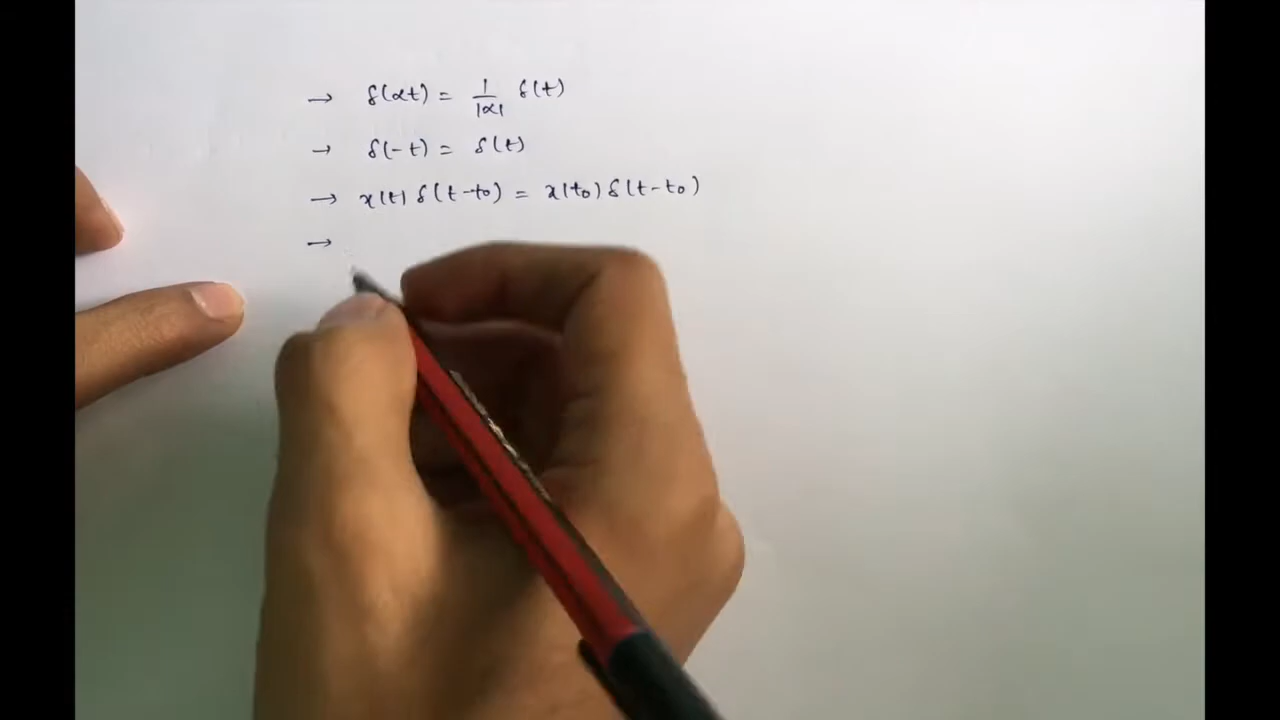 → δ(αt) = 1/|α| δ(t)
→ δ(-t) = δ(t)
→ x(t) δ(t-t₀) = x(t₀) δ(t-t₀)
→